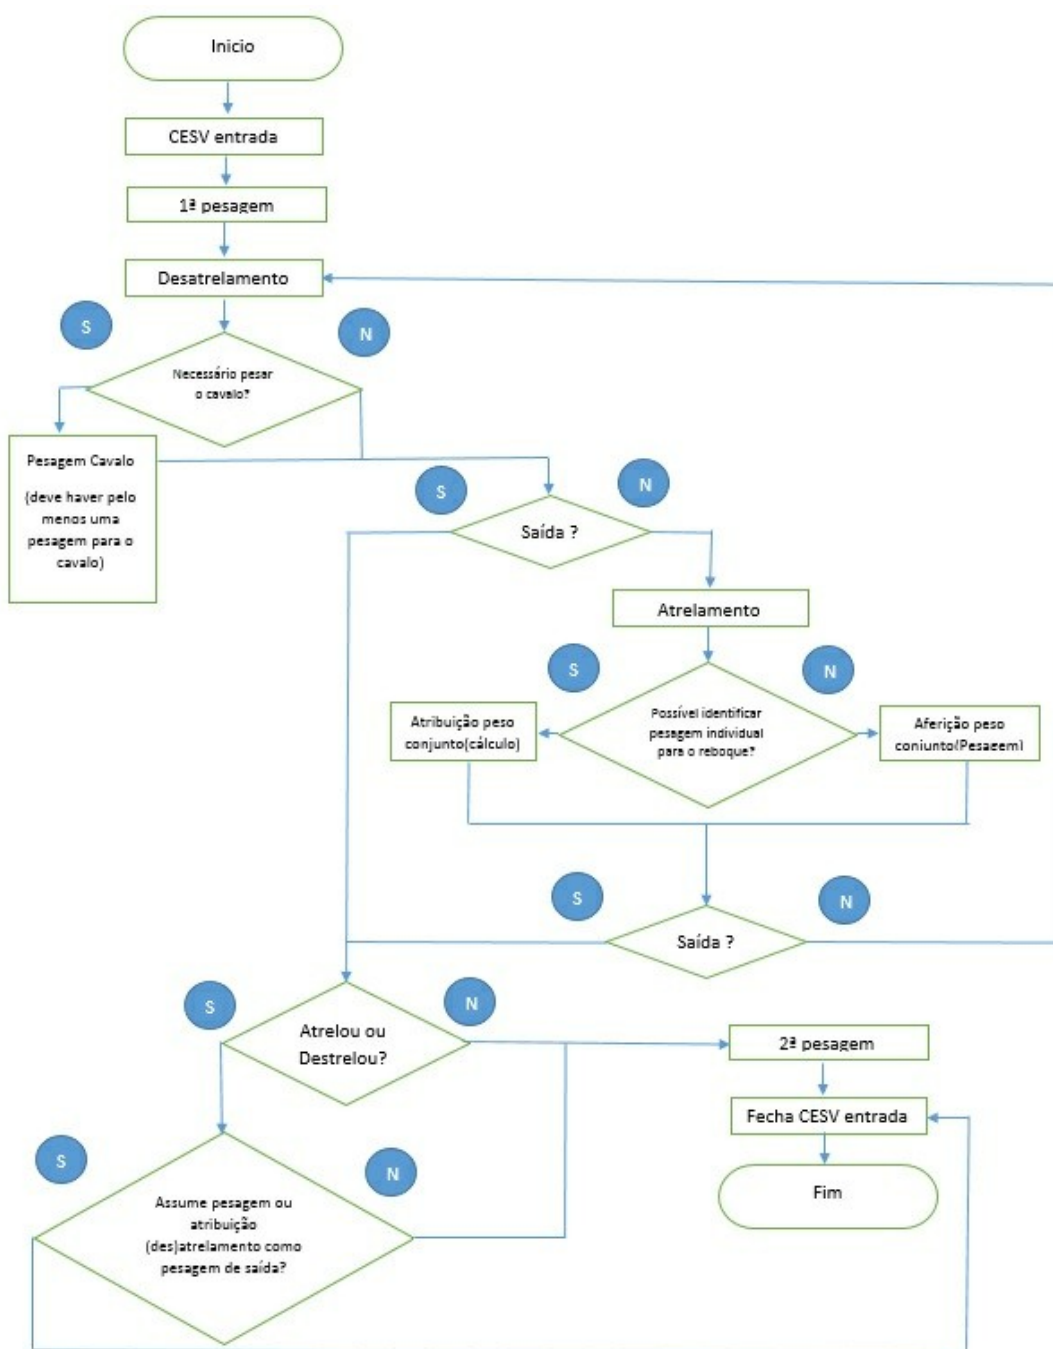 Inicio
CESV entrada
1ª pesagem
Desatrelamento
S
N
Necessário pesar
o cavalo?
Pesagem Cavalo
(deve haver pelo
menos uma
pesagem para o
cavalo)
S
N
Saída ?
Atrelamento
S
N
Possível identificar
pesagem individual
para o reboque?
Atribuição peso
conjunto(cálculo)
Aferição peso
conjunto(Pesagem)
S
N
Saída ?
S
N
Atrelou ou
Destrelou?
2ª pesagem
Fecha CESV entrada
Fim
S
N
Assume pesagem ou
atribuição
(des)atrelamento como
pesagem de saída?